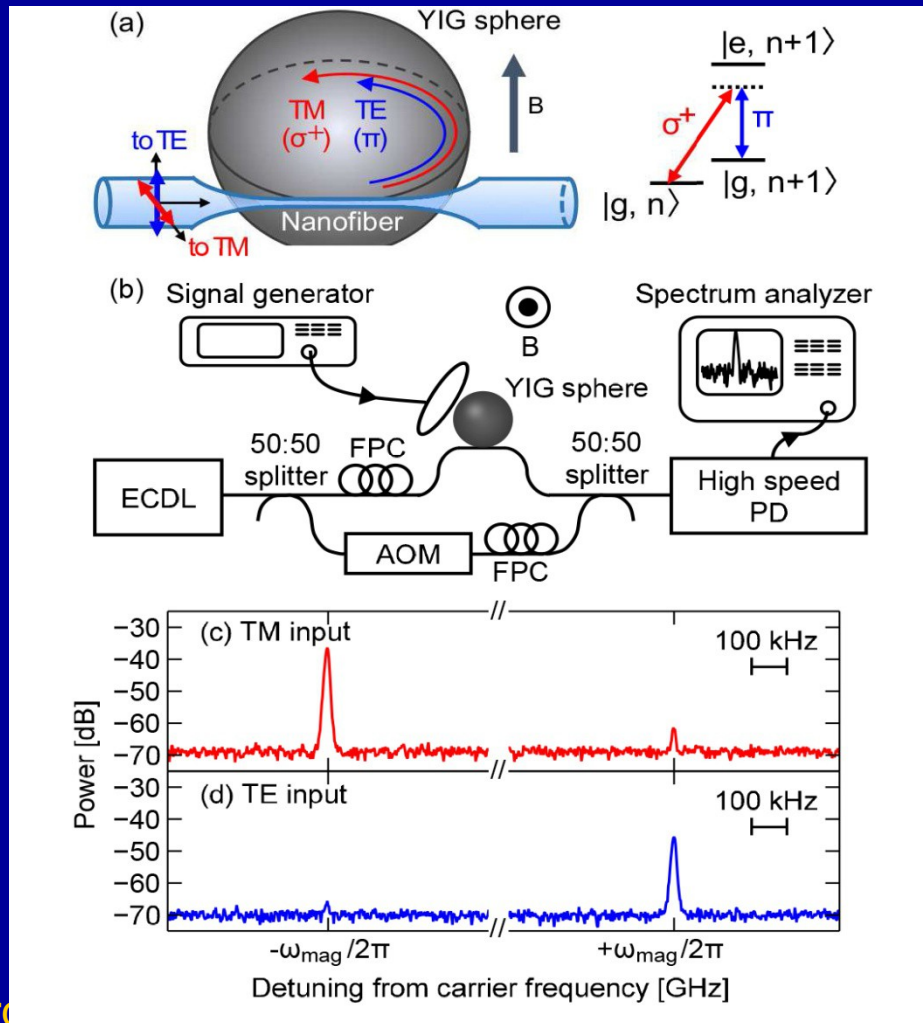 (a)
YIG sphere
TM
(σ⁺)
TE
(π)
B
to TE
to TM
Nanofiber
|e, n+1⟩
σ⁺
π
|g, n⟩
|g, n+1⟩
(b)
Signal generator
B
Spectrum analyzer
YIG sphere
50:50
splitter
FPC
50:50
splitter
ECDL
High speed
PD
AOM
FPC
−30
−40
−50
−60
−70
(c) TM input
100 kHz
Power [dB]
−30
−40
−50
−60
−70
(d) TE input
100 kHz
-ω_mag/2π
+ω_mag/2π
Detuning from carrier frequency [GHz]